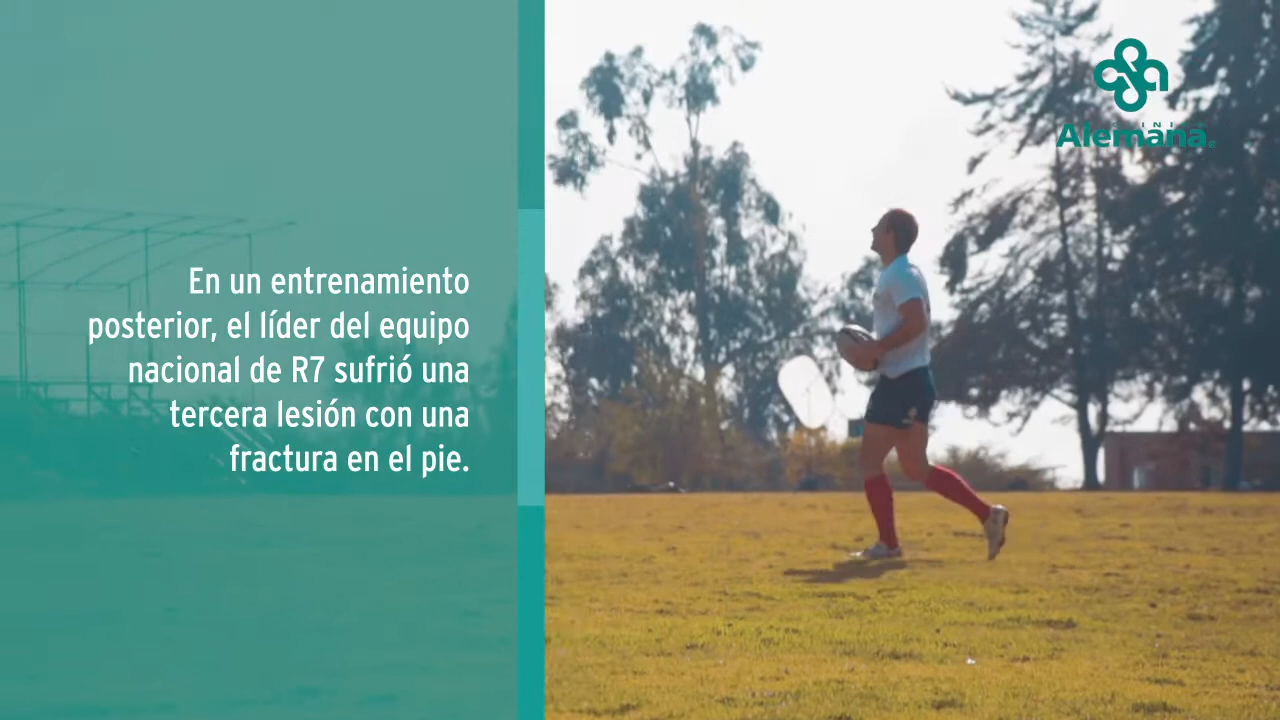 En un entrenamiento
posterior, el líder del equipo
nacional de R7 sufrió una
tercera lesión con una
fractura en el pie.
Alemana